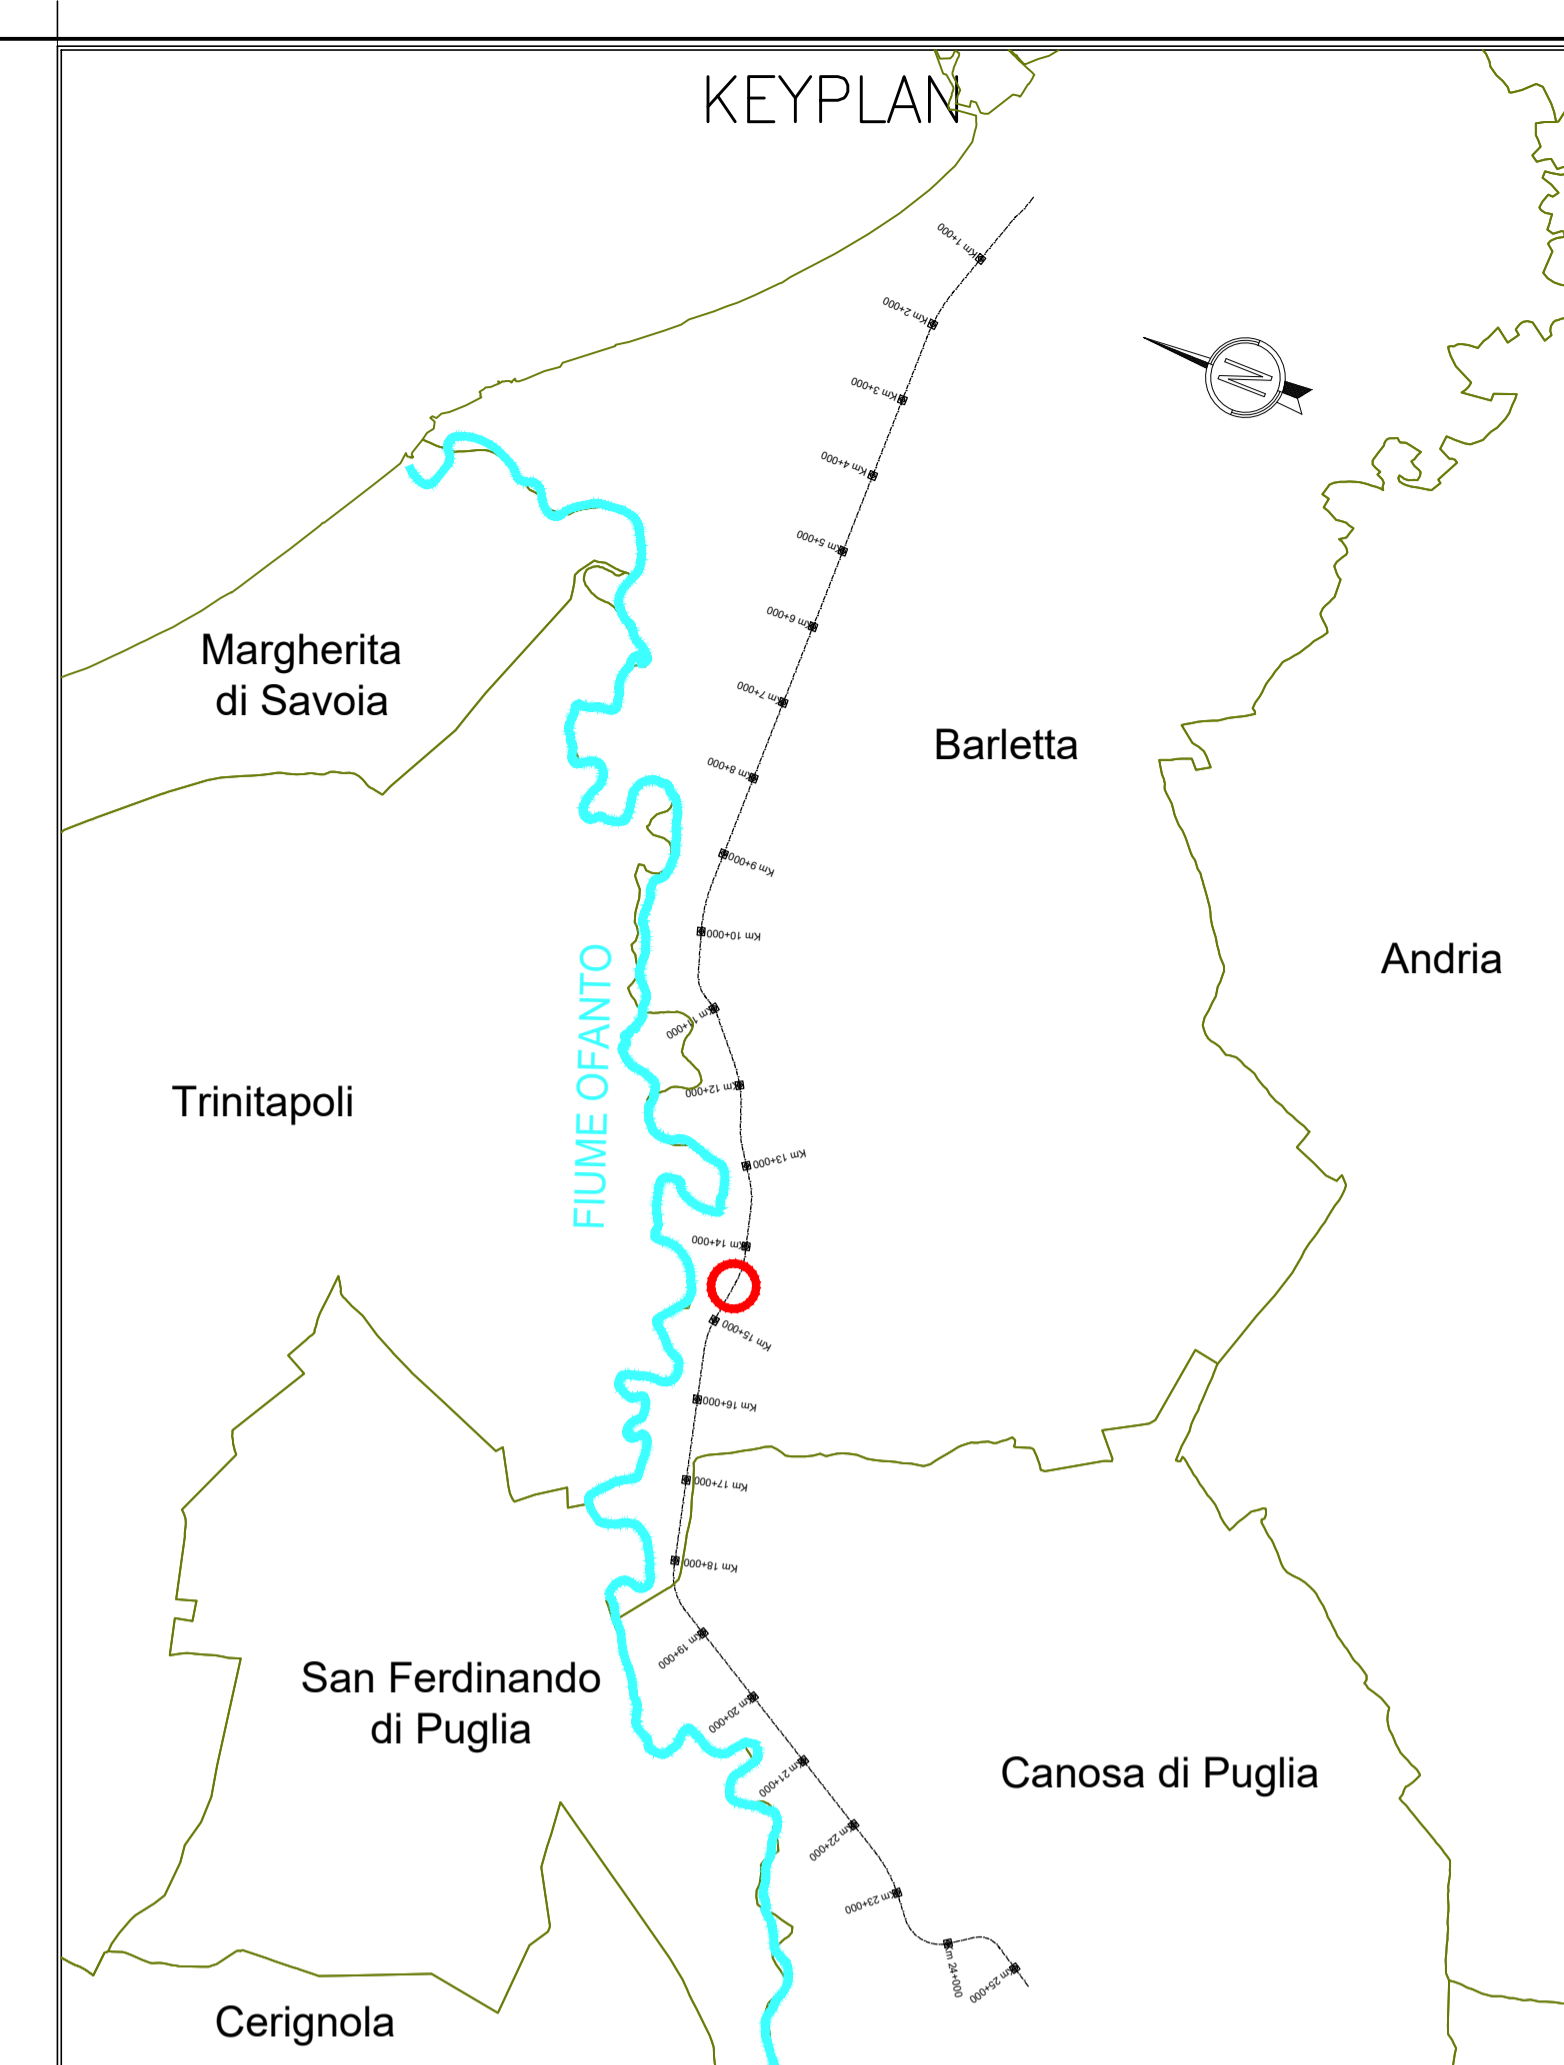 KEYPLAN
Km 1+000
Km 2+000
N
Km 3+000
Km 4+000
Km 5+000
Km 6+000
Margherita
di Savoia
Km 7+000
Barletta
Km 8+000
Km 9+000
Km 10+000
Andria
FIUME OFANTO
Km 11+000
Km 12+000
Trinitapoli
Km 13+000
Km 14+000
Km 15+000
Km 16+000
Km 17+000
Km 18+000
Km 19+000
San Ferdinando
di Puglia
Km 20+000
Km 21+000
Canosa di Puglia
Km 22+000
Km 23+000
Km 24+000
Km 25+000
Cerignola